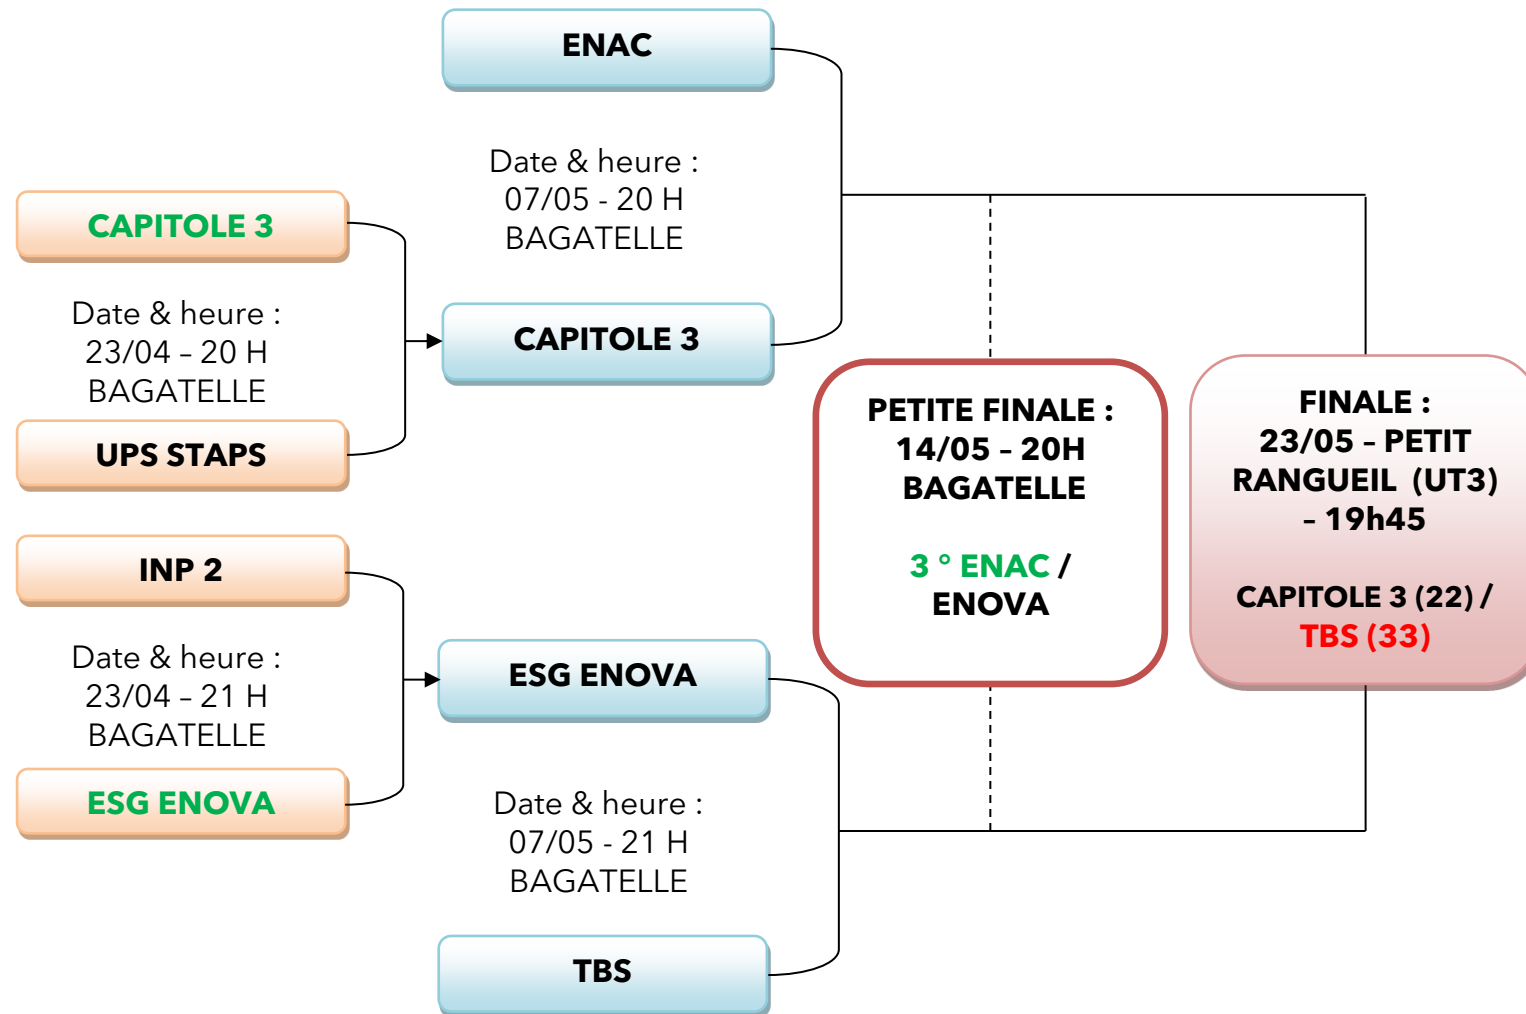 ENAC
Date & heure :
07/05 - 20 H
BAGATELLE
CAPITOLE 3
Date & heure :
23/04 – 20 H
BAGATELLE
CAPITOLE 3
UPS STAPS
PETITE FINALE :
14/05 – 20H
BAGATELLE
3 ° ENAC /
ENOVA
FINALE :
23/05 – PETIT
RANGUEIL (UT3)
– 19h45
CAPITOLE 3 (22) /
TBS (33)
INP 2
Date & heure :
23/04 – 21 H
BAGATELLE
ESG ENOVA
ESG ENOVA
Date & heure :
07/05 - 21 H
BAGATELLE
TBS